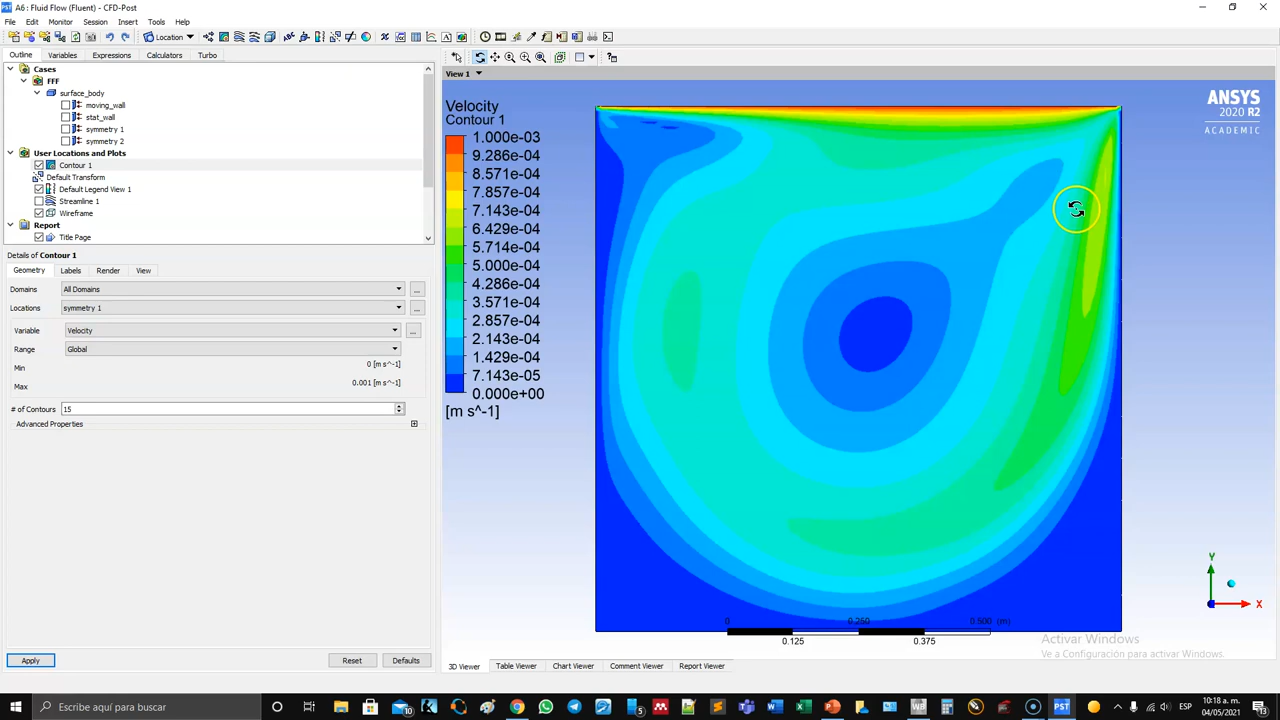 A6 : Fluid Flow (Fluent) - CFD-Post
File Edit Monitor Session Insert Tools Help
Location
Outline Variables Expressions Calculators Turbo
Cases
FFF
surface_body
moving_wall
stat_wall
symmetry 1
symmetry 2
User Locations and Plots
Contour 1
Default Transform
Default Legend View 1
Streamline 1
Wireframe
Report
Title Page
Details of Contour 1
Geometry Labels Render View
Domains All Domains ...
Locations symmetry 1 ...
Variable Velocity ...
Range Global
Min 0 [m s^-1]
Max 0.001 [m s^-1]
# of Contours 15
Advanced Properties
Apply Reset Defaults
View 1
Velocity
Contour 1
1.000e-03
9.286e-04
8.571e-04
7.857e-04
7.143e-04
6.429e-04
5.714e-04
5.000e-04
4.286e-04
3.571e-04
2.857e-04
2.143e-04
1.429e-04
7.143e-05
0.000e+00
[m s^-1]
ANSYS
2020 R2
ACADEMIC
Y
X
0 0.250 0.500 (m)
0.125 0.375
Activar Windows
Ve a Configuración para activar Windows.
3D Viewer Table Viewer Chart Viewer Comment Viewer Report Viewer
Escribe aquí para buscar
ESP
10:18 a.m.
04/05/2021